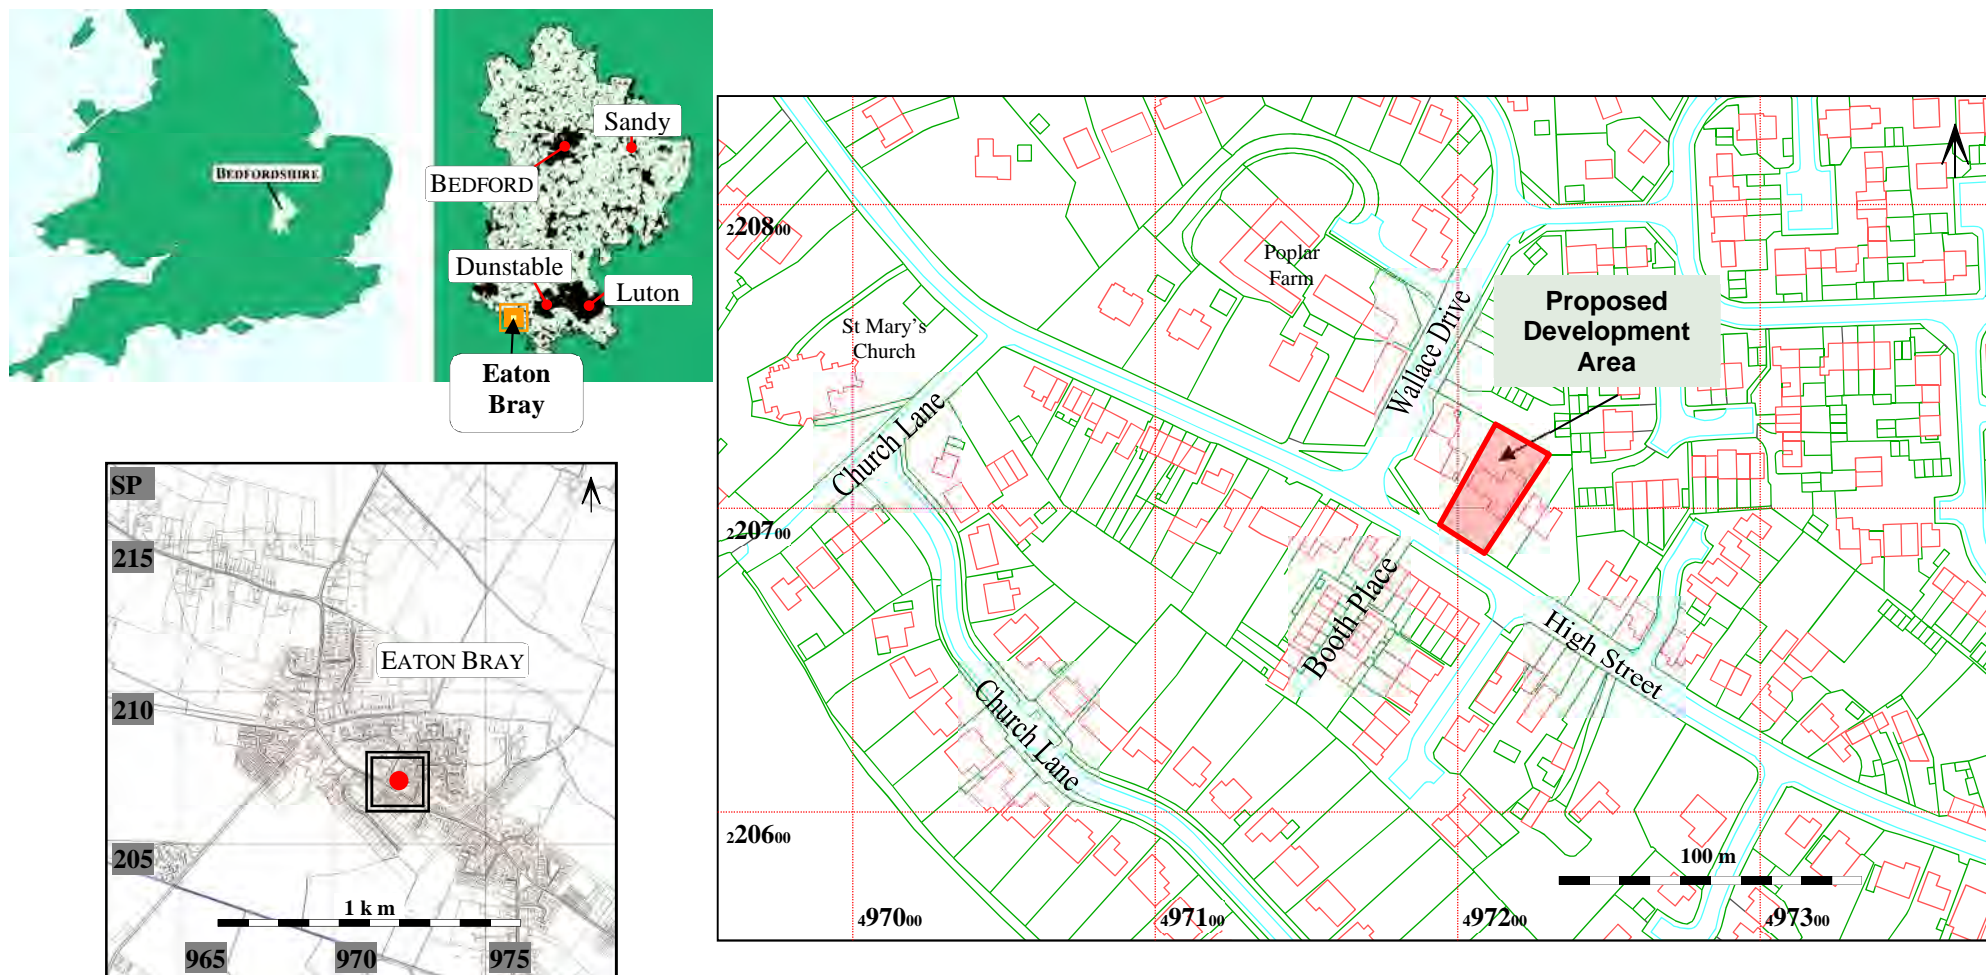 BEDFORDSHIRE
Sandy
BEDFORD
Dunstable
Luton
Eaton
Bray
SP
215
210
205
EATON BRAY
1 km
965
970
975
220800
220700
220600
Poplar
Farm
St Mary's
Church
Church Lane
Wallace Drive
Proposed
Development
Area
Booth Place
High Street
Church Lane
100 m
497000
497100
497200
497300